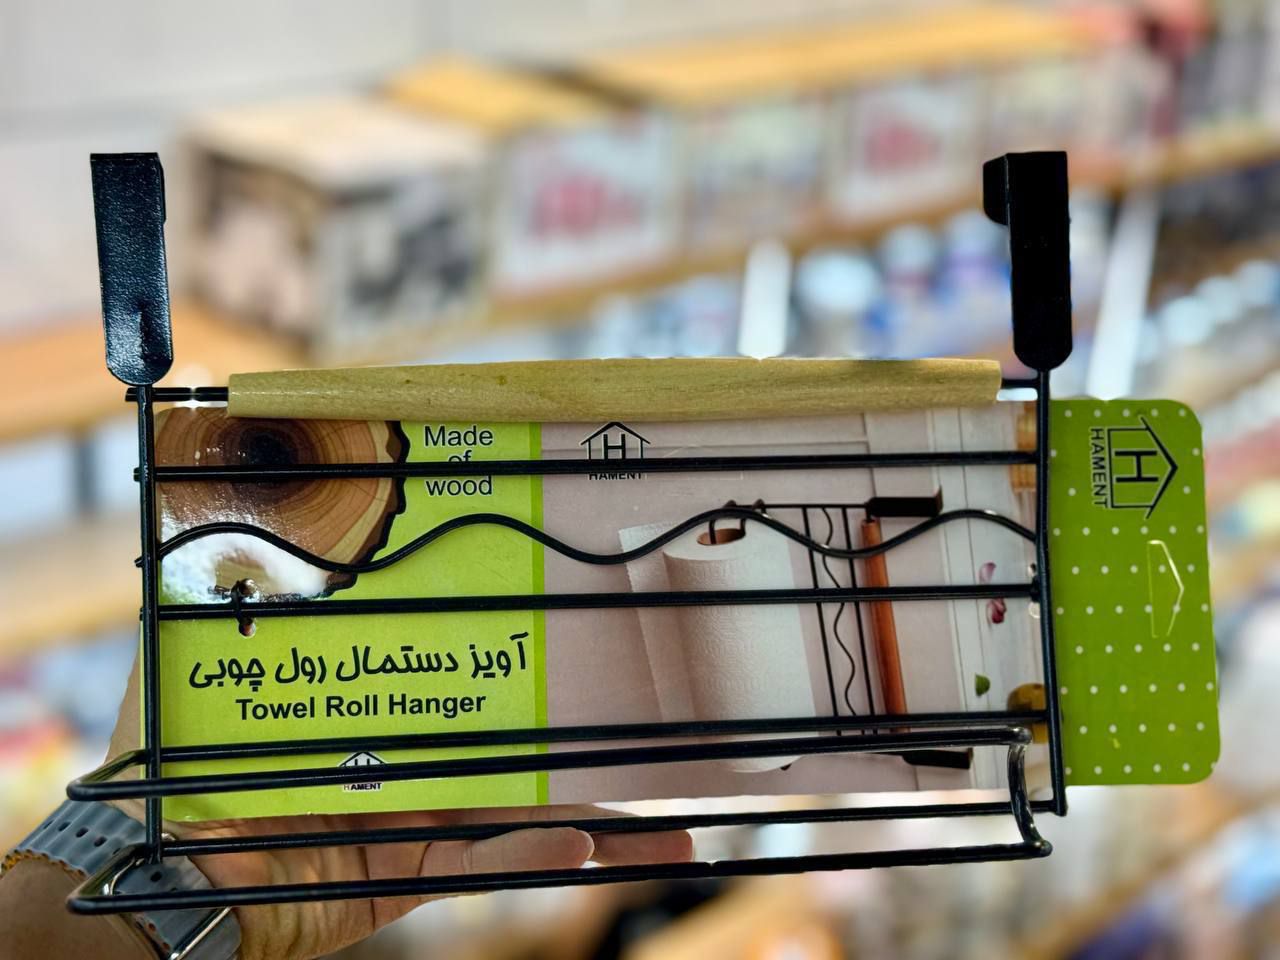 Made
of
wood
HAMENT
آویز دستمال رول چوبی
Towel Roll Hanger
HAMENT
HAMENT